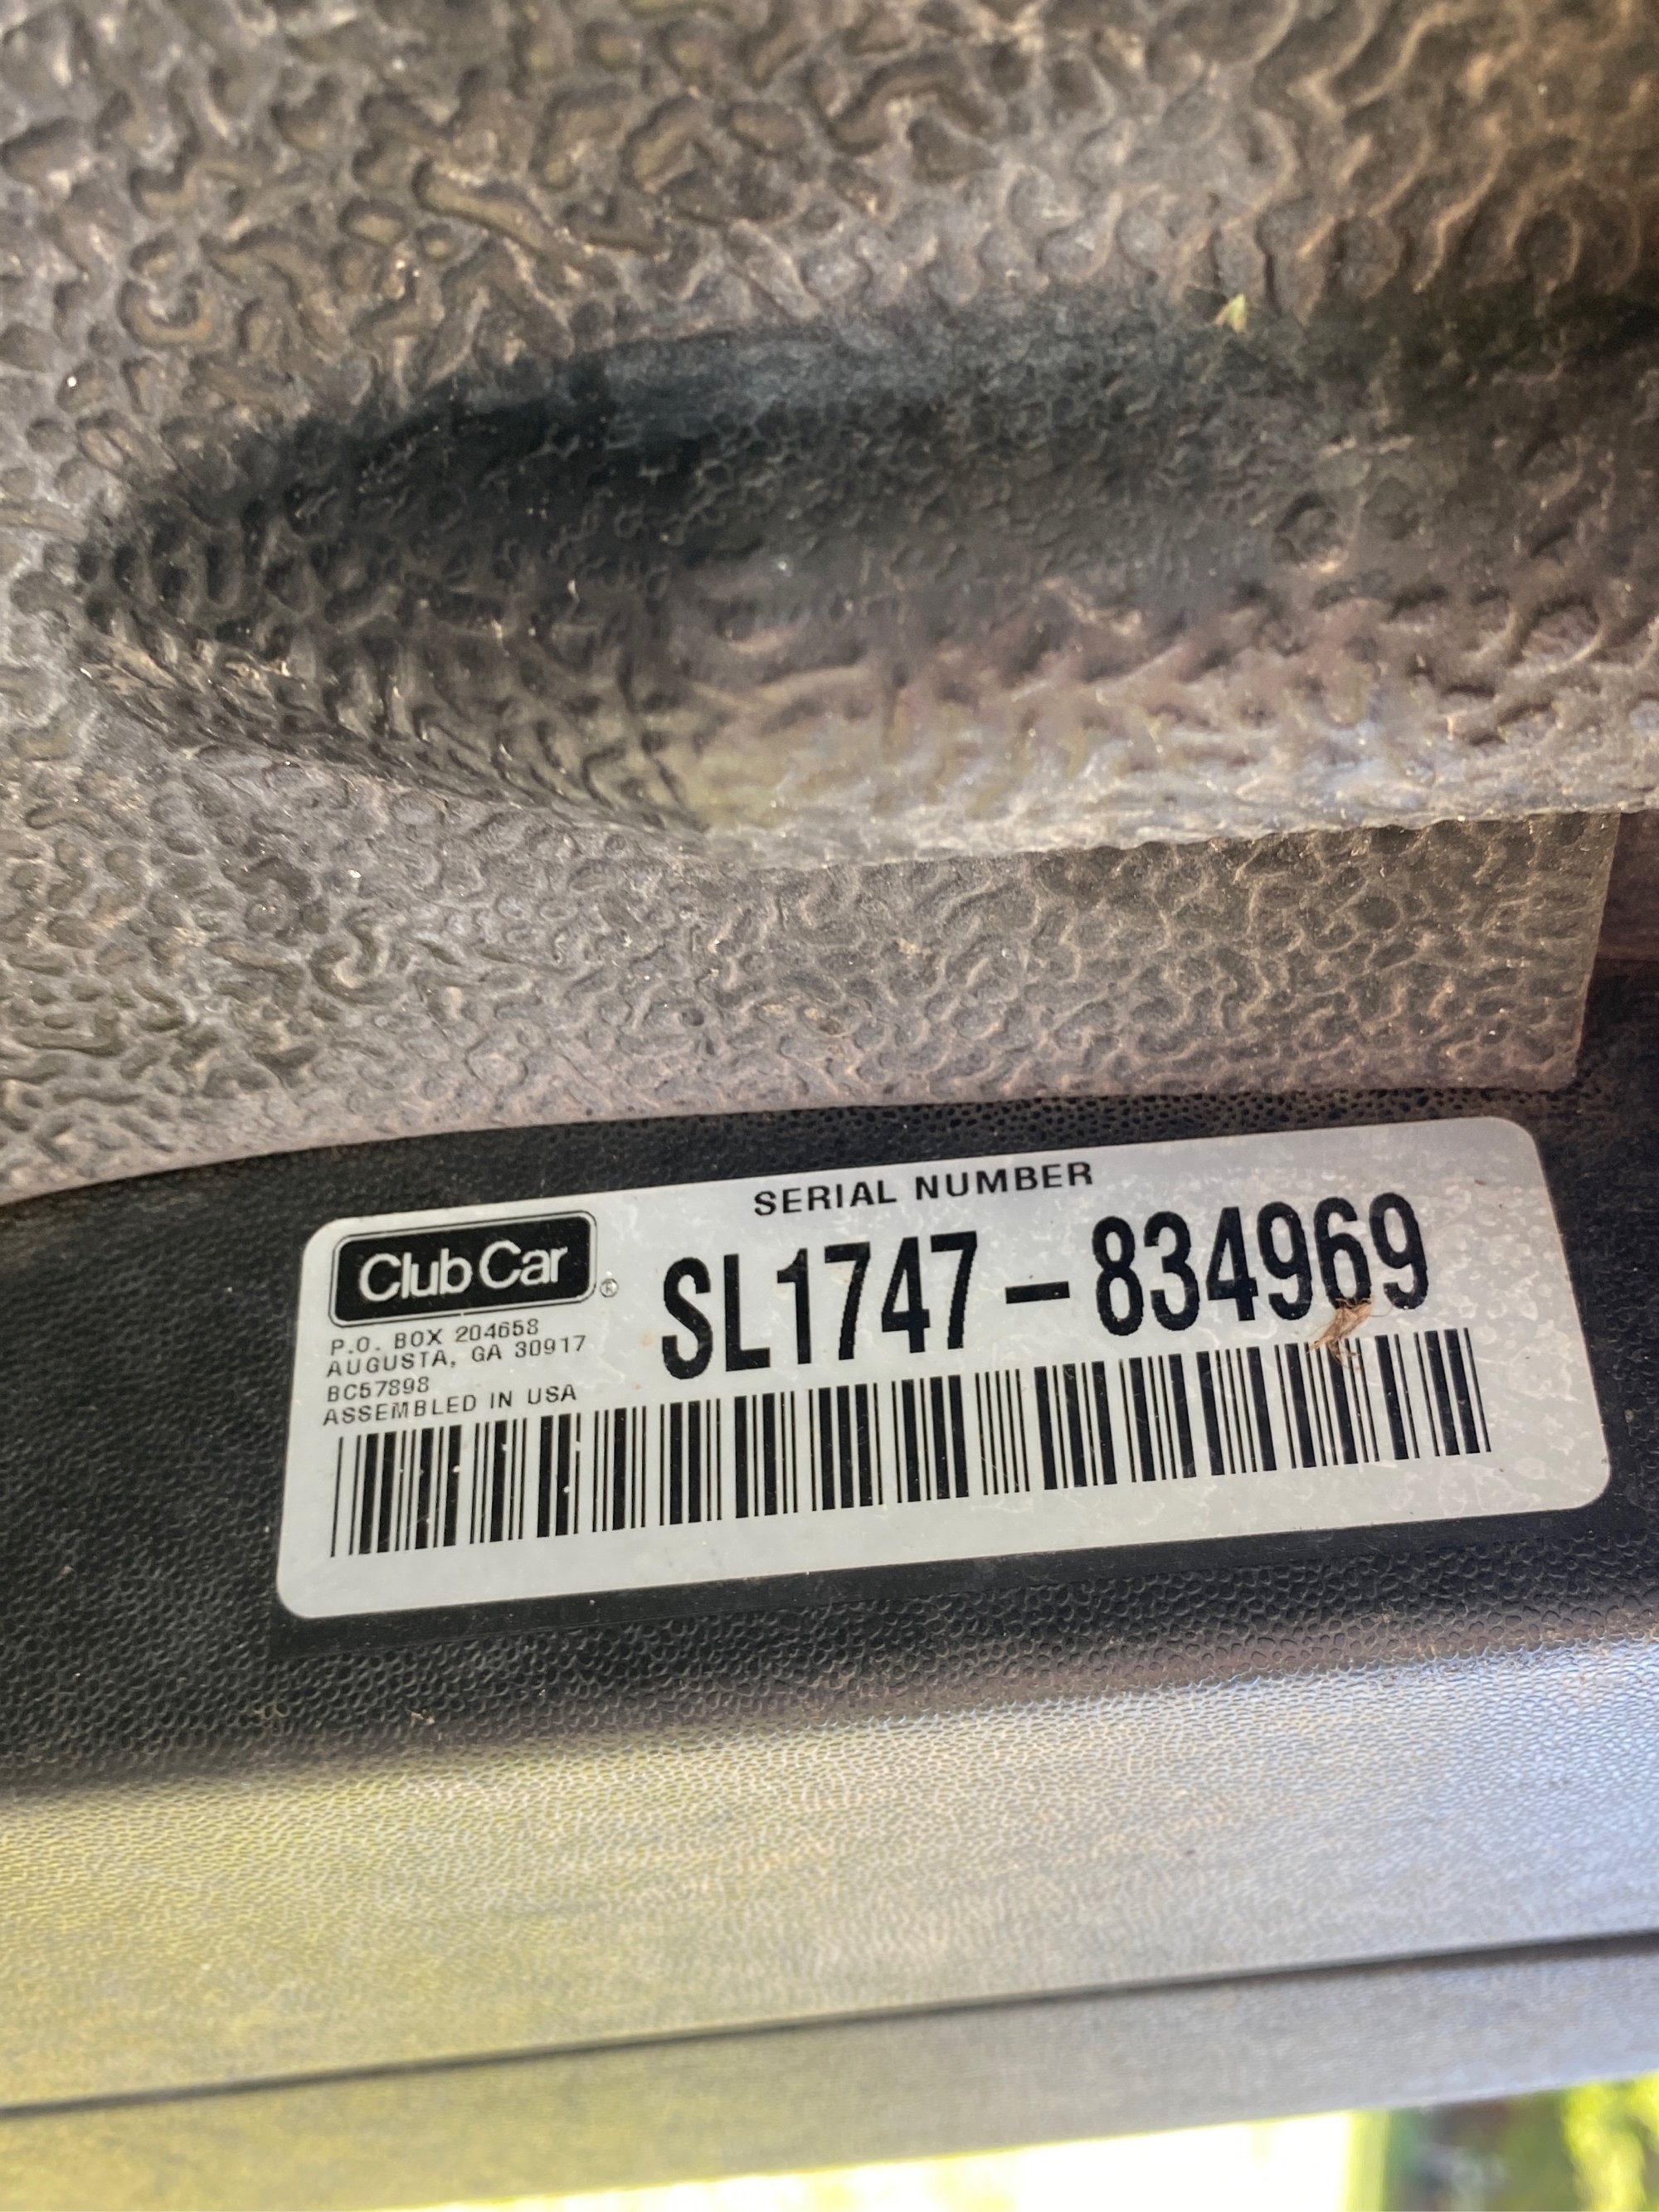 SERIAL NUMBER
Club Car®
SL1747-834969
P.O. BOX 204658
AUGUSTA, GA 30917
BC57898
ASSEMBLED IN USA